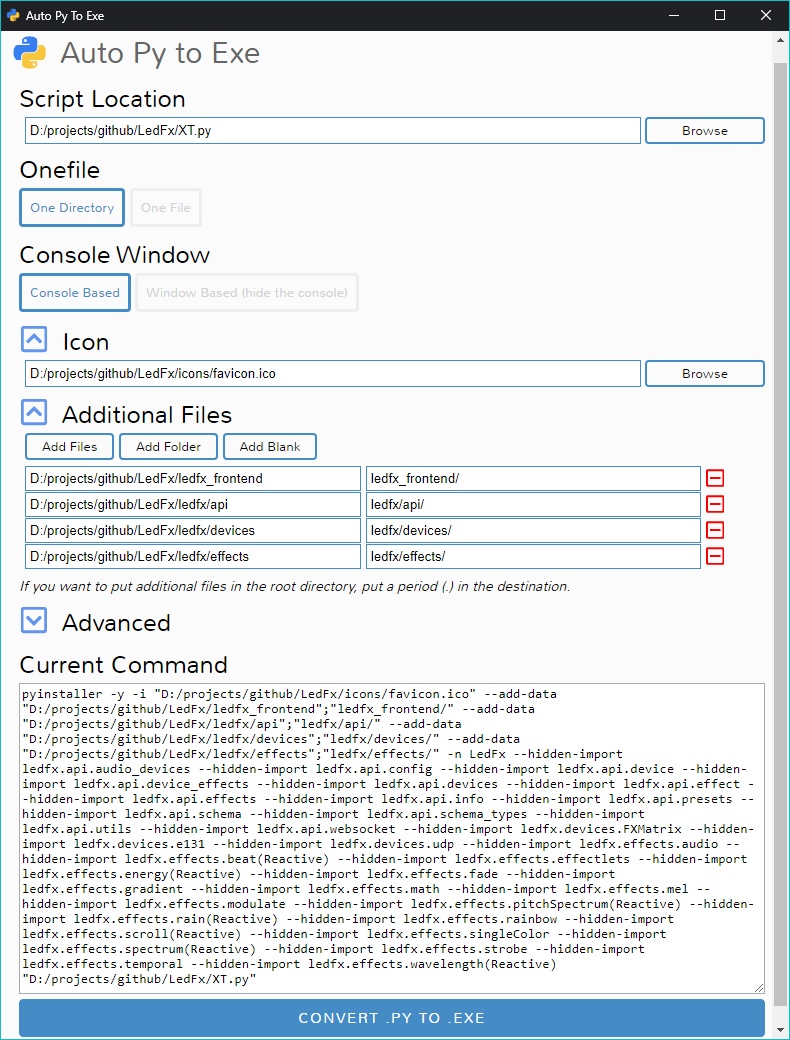 Auto Py To Exe
Auto Py to Exe
Script Location
D:/projects/github/LedFx/XT.py
Browse
Onefile
One Directory
One File
Console Window
Console Based
Window Based (hide the console)
Icon
D:/projects/github/LedFx/icons/favicon.ico
Browse
Additional Files
Add Files
Add Folder
Add Blank
D:/projects/github/LedFx/ledfx_frontend
ledfx_frontend/
D:/projects/github/LedFx/ledfx/api
ledfx/api/
D:/projects/github/LedFx/ledfx/devices
ledfx/devices/
D:/projects/github/LedFx/ledfx/effects
ledfx/effects/
If you want to put additional files in the root directory, put a period (.) in the destination.
Advanced
Current Command
pyinstaller -y -i "D:/projects/github/LedFx/icons/favicon.ico" --add-data
"D:/projects/github/LedFx/ledfx_frontend";"ledfx_frontend/" --add-data
"D:/projects/github/LedFx/ledfx/api";"ledfx/api/" --add-data
"D:/projects/github/LedFx/ledfx/devices";"ledfx/devices/" --add-data
"D:/projects/github/LedFx/ledfx/effects";"ledfx/effects/" -n LedFx --hidden-import
ledfx.api.audio_devices --hidden-import ledfx.api.config --hidden-import ledfx.api.device --hidden-
import ledfx.api.device_effects --hidden-import ledfx.api.devices --hidden-import ledfx.api.effect -
-hidden-import ledfx.api.effects --hidden-import ledfx.api.info --hidden-import ledfx.api.presets --
hidden-import ledfx.api.schema --hidden-import ledfx.api.schema_types --hidden-import
ledfx.api.utils --hidden-import ledfx.api.websocket --hidden-import ledfx.devices.FXMatrix --hidden-
import ledfx.devices.e131 --hidden-import ledfx.devices.udp --hidden-import ledfx.effects.audio --
hidden-import ledfx.effects.beat(Reactive) --hidden-import ledfx.effects.effectlets --hidden-import
ledfx.effects.energy(Reactive) --hidden-import ledfx.effects.fade --hidden-import
ledfx.effects.gradient --hidden-import ledfx.effects.math --hidden-import ledfx.effects.mel --
hidden-import ledfx.effects.modulate --hidden-import ledfx.effects.pitchSpectrum(Reactive) --hidden-
import ledfx.effects.rain(Reactive) --hidden-import ledfx.effects.rainbow --hidden-import
ledfx.effects.scroll(Reactive) --hidden-import ledfx.effects.singleColor --hidden-import
ledfx.effects.spectrum(Reactive) --hidden-import ledfx.effects.strobe --hidden-import
ledfx.effects.temporal --hidden-import ledfx.effects.wavelength(Reactive)
"D:/projects/github/LedFx/XT.py"
CONVERT .PY TO .EXE